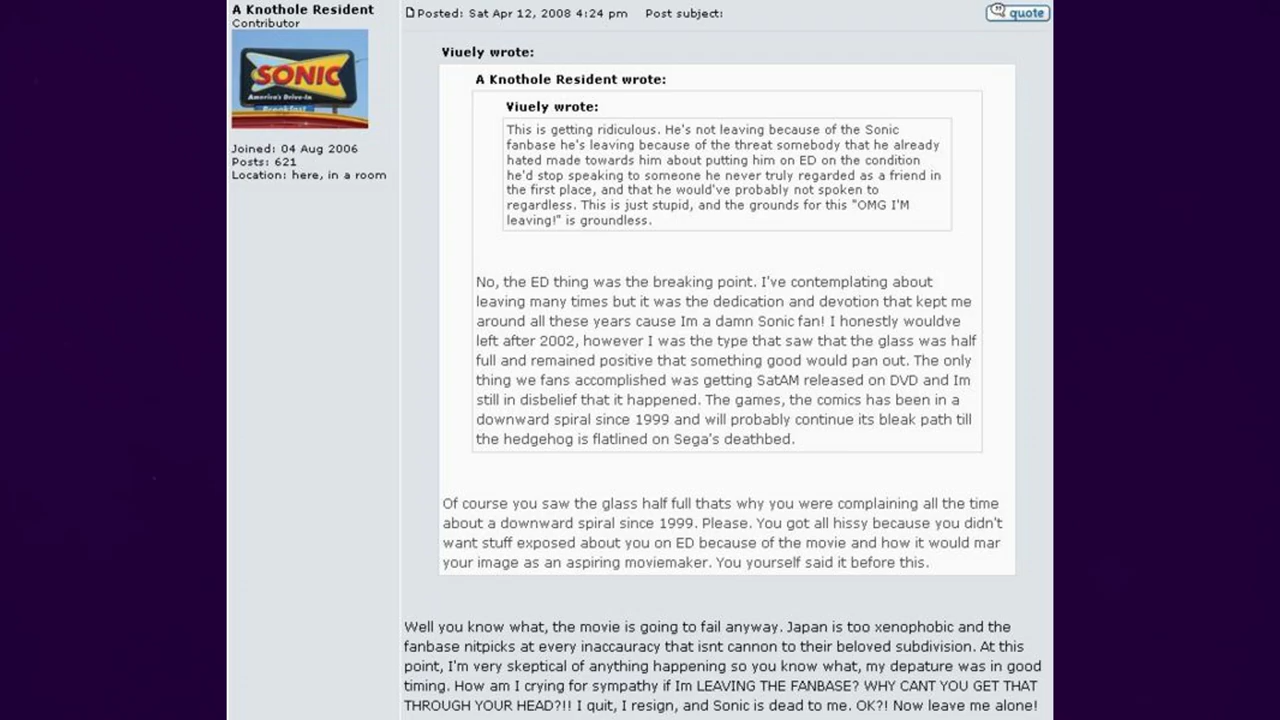 A Knothole Resident
Contributor
SONIC
America's Drive-In
Breakfast
Joined: 04 Aug 2006
Posts: 621
Location: here, in a room
Posted: Sat Apr 12, 2008 4:24 pm Post subject:
quote
Viuely wrote:
A Knothole Resident wrote:
Viuely wrote:
This is getting ridiculous. He's not leaving because of the Sonic
fanbase he's leaving because of the threat somebody that he already
hated made towards him about putting him on ED on the condition
he'd stop speaking to someone he never truly regarded as a friend in
the first place, and that he would've probably not spoken to
regardless. This is just stupid, and the grounds for this "OMG I'M
leaving!" is groundless.
No, the ED thing was the breaking point. I've contemplating about
leaving many times but it was the dedication and devotion that kept me
around all these years cause Im a damn Sonic fan! I honestly wouldve
left after 2002, however I was the type that saw that the glass was half
full and remained positive that something good would pan out. The only
thing we fans accomplished was getting SatAM released on DVD and Im
still in disbelief that it happened. The games, the comics has been in a
downward spiral since 1999 and will probably continue its bleak path till
the hedgehog is flatlined on Sega's deathbed.
Of course you saw the glass half full thats why you were complaining all the time
about a downward spiral since 1999. Please. You got all hissy because you didn't
want stuff exposed about you on ED because of the movie and how it would mar
your image as an aspiring moviemaker. You yourself said it before this.
Well you know what, the movie is going to fail anyway. Japan is too xenophobic and the
fanbase nitpicks at every inaccuracy that isnt cannon to their beloved subdivision. At this
point, I'm very skeptical of anything happening so you know what, my depature was in good
timing. How am I crying for sympathy if Im LEAVING THE FANBASE? WHY CANT YOU GET THAT
THROUGH YOUR HEAD?!! I quit, I resign, and Sonic is dead to me. OK?! Now leave me alone!